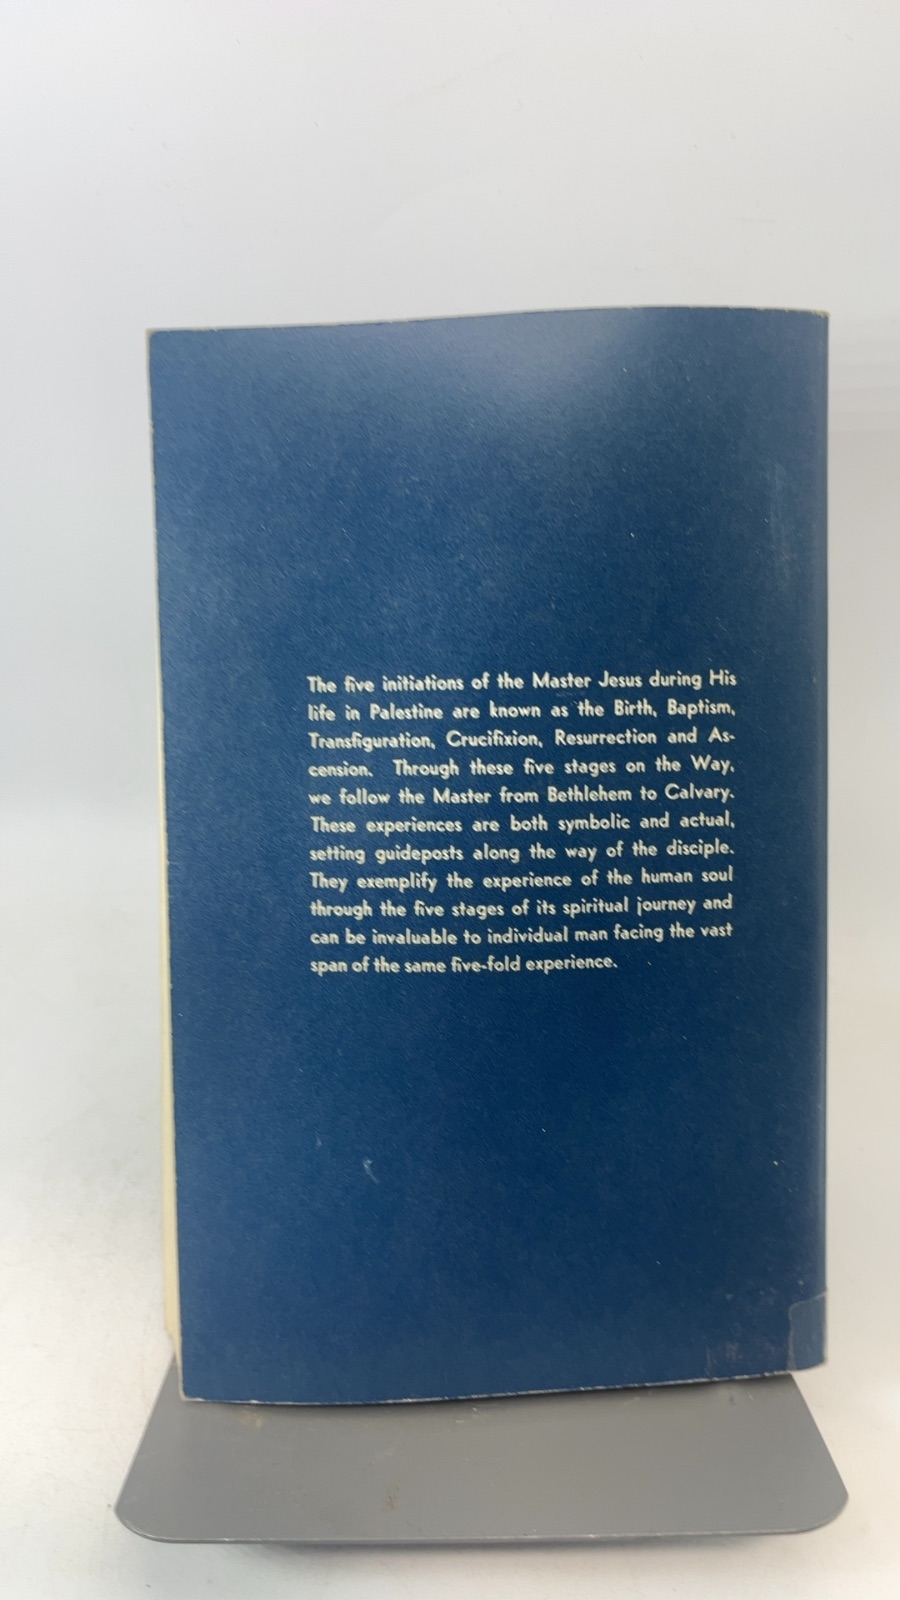 The five initiations of the Master Jesus during His
life in Palestine are known as the Birth, Baptism,
Transfiguration, Crucifixion, Resurrection and As-
cension. Through these five stages on the Way,
we follow the Master from Bethlehem to Calvary.
These experiences are both symbolic and actual,
setting guideposts along the way of the disciple.
They exemplify the experience of the human soul
through the five stages of its spiritual journey and
can be invaluable to individual man facing the vast
span of the same five-fold experience.